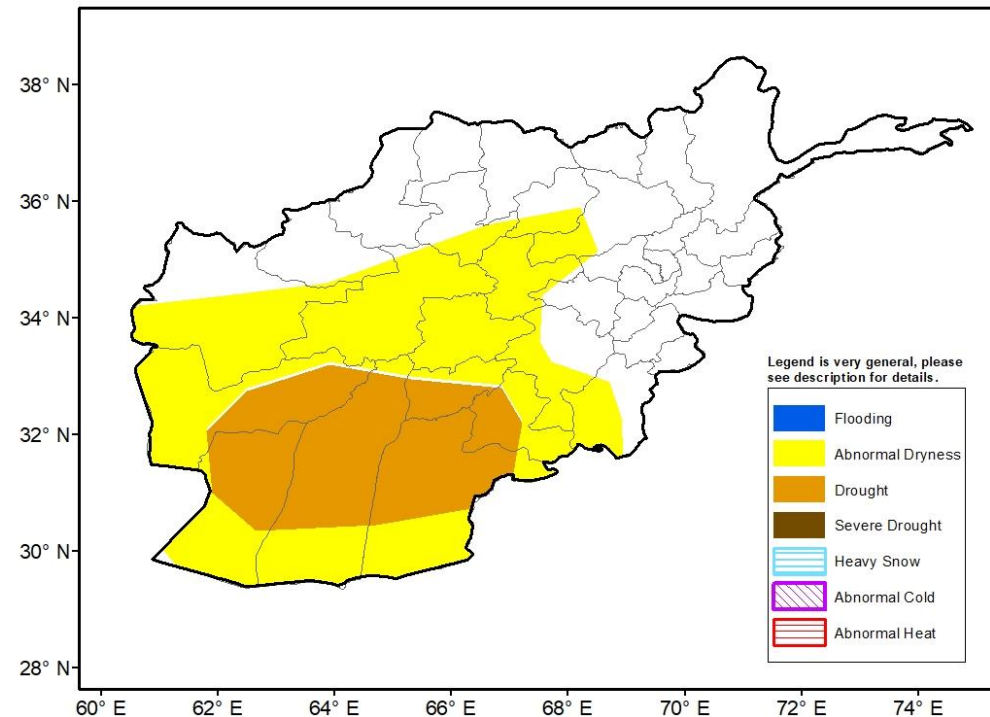 38° N
36° N
34° N
32° N
30° N
28° N
Legend is very general, please
see description for details.
Flooding
Abnormal Dryness
Drought
Severe Drought
Heavy Snow
Abnormal Cold
Abnormal Heat
60° E 62° E 64° E 66° E 68° E 70° E 72° E 74° E